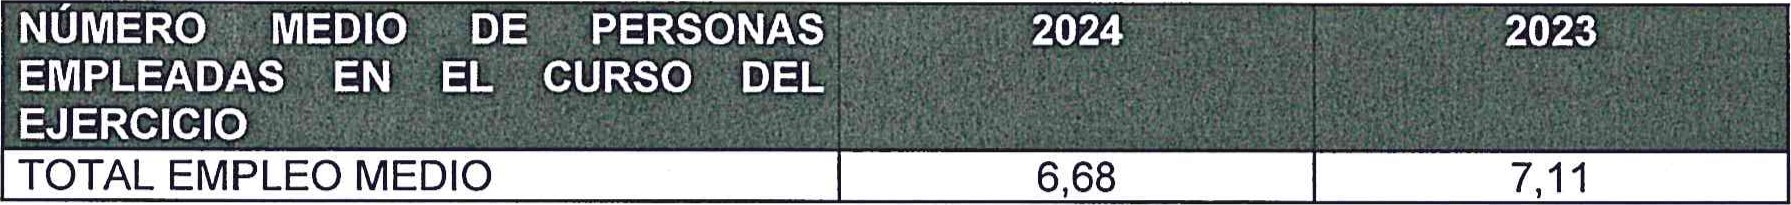 NÚMERO MEDIO DE PERSONAS 2024 2023
EMPLEADAS EN EL CURSO DEL
EJERCICIO
TOTAL EMPLEO MEDIO 6,68 7,11